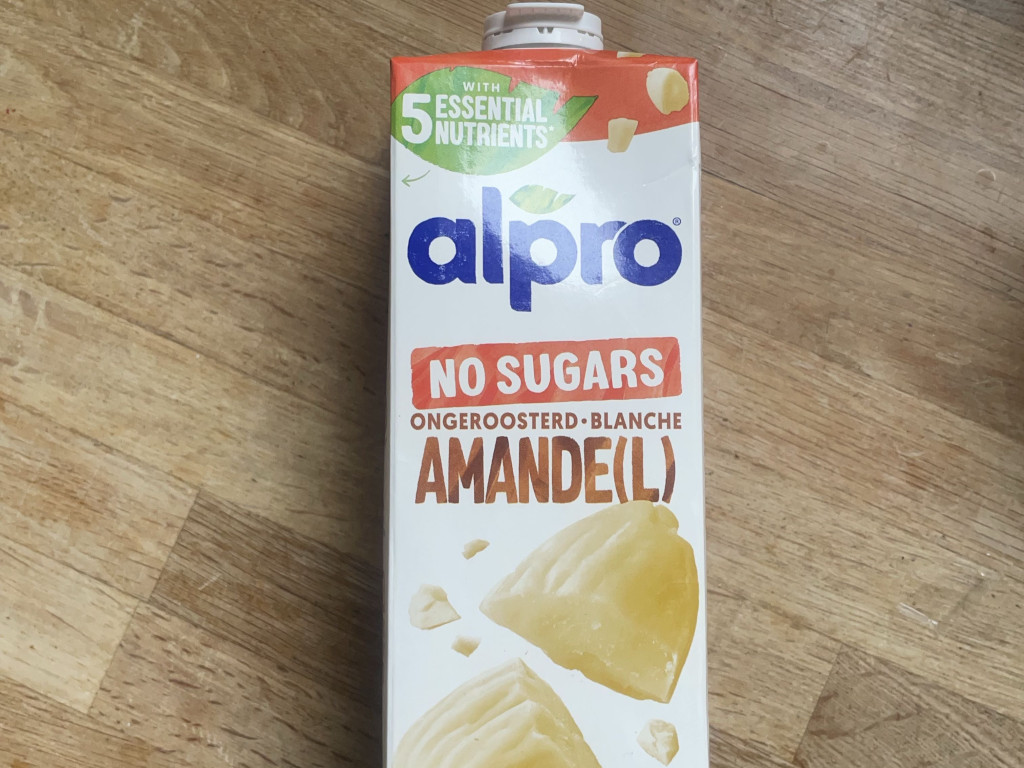 WITH
5 ESSENTIAL
NUTRIENTS*
alpro®
NO SUGARS
ONGEROOSTERD • BLANCHE
AMANDE(L)